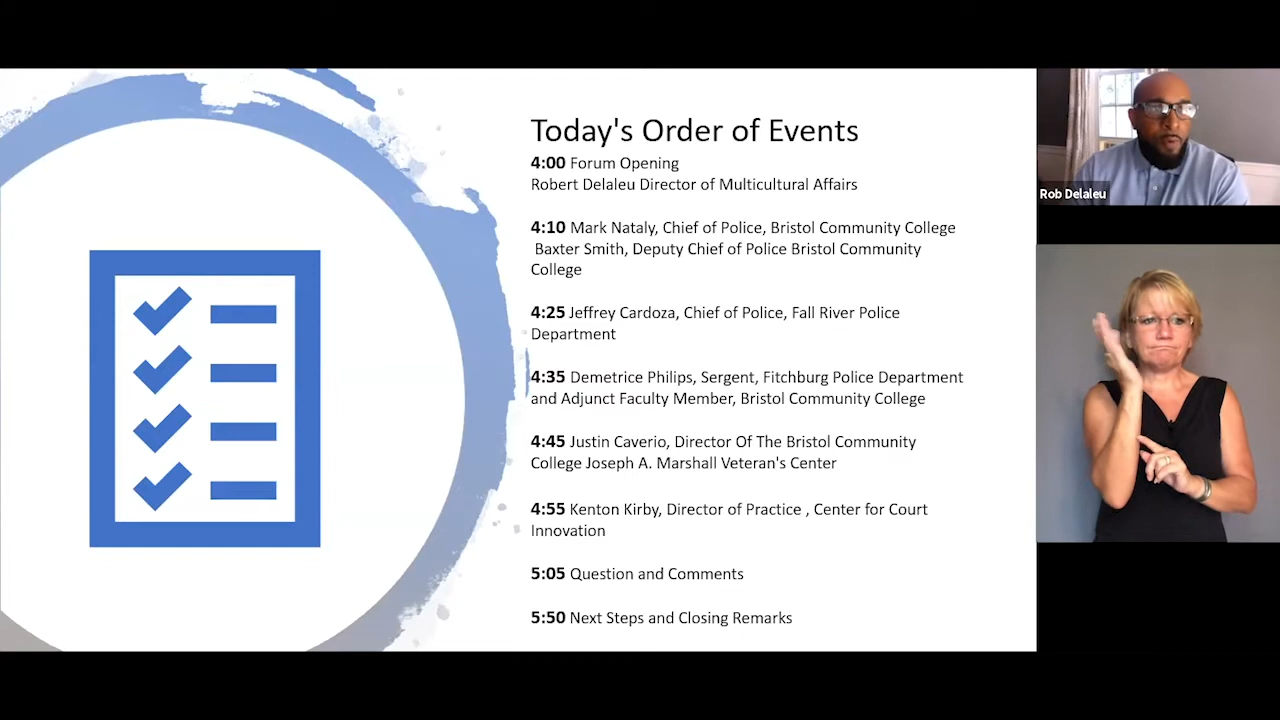 Today's Order of Events
4:00 Forum Opening
Robert Delaleu Director of Multicultural Affairs
4:10 Mark Nataly, Chief of Police, Bristol Community College
Baxter Smith, Deputy Chief of Police Bristol Community
College
4:25 Jeffrey Cardoza, Chief of Police, Fall River Police
Department
4:35 Demetrice Philips, Sergent, Fitchburg Police Department
and Adjunct Faculty Member, Bristol Community College
4:45 Justin Caverio, Director Of The Bristol Community
College Joseph A. Marshall Veteran's Center
4:55 Kenton Kirby, Director of Practice , Center for Court
Innovation
5:05 Question and Comments
5:50 Next Steps and Closing Remarks
Rob Delaleu